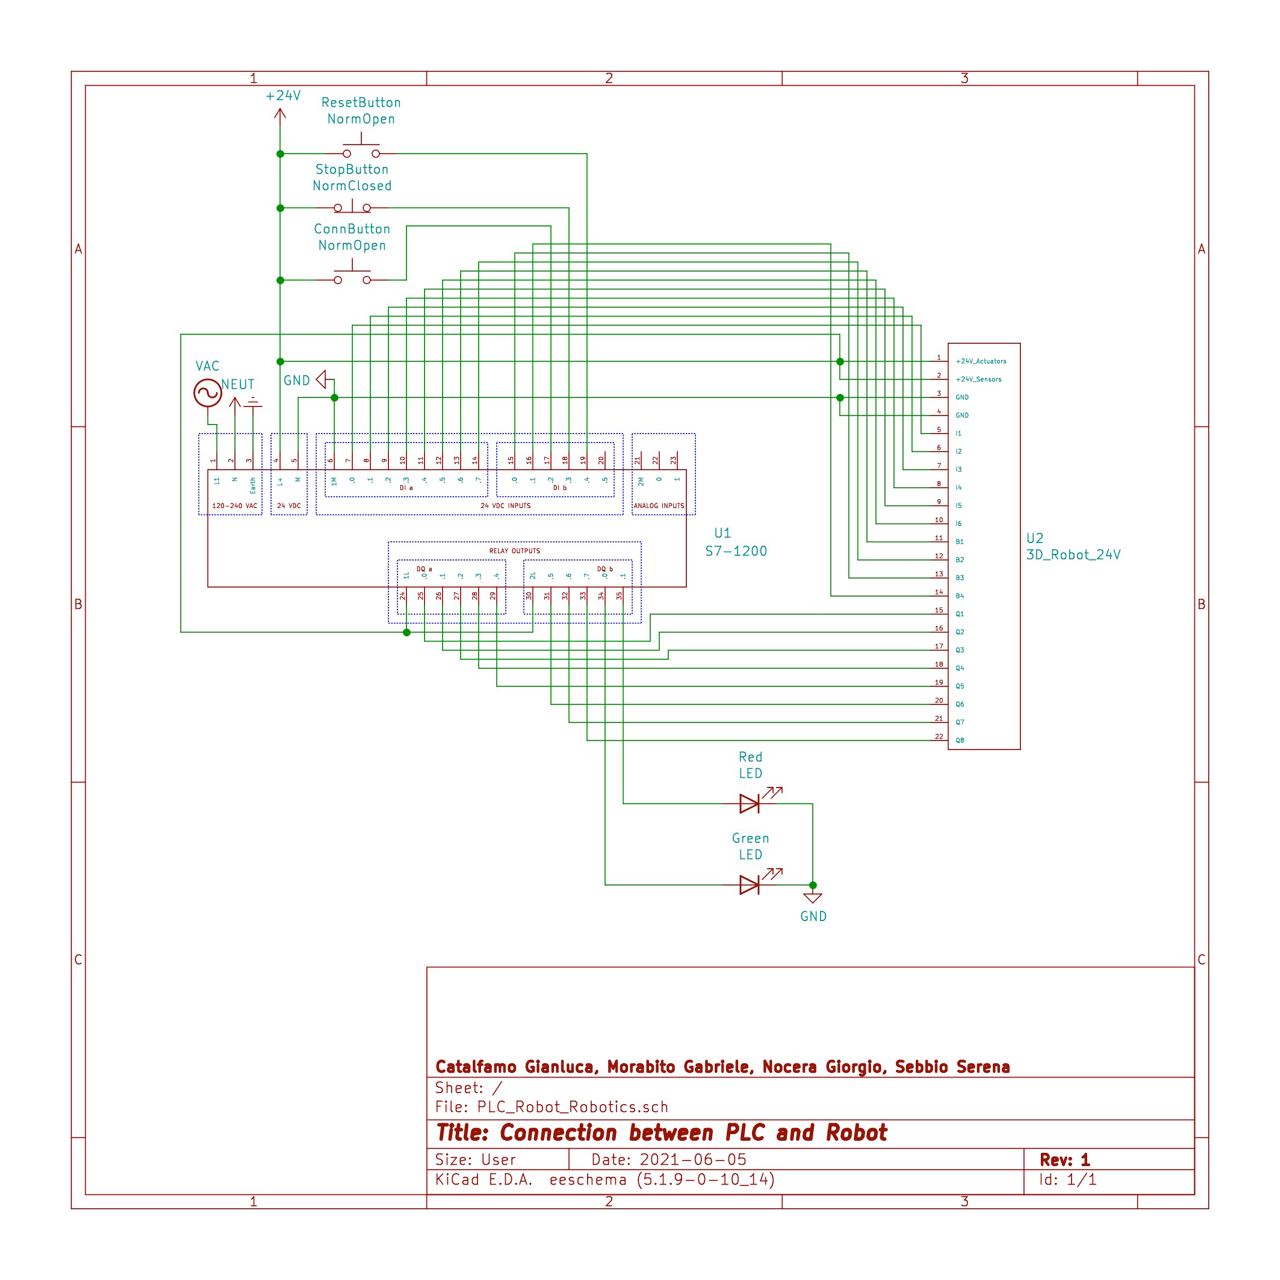 1 2 3
+24V
ResetButton
NormOpen
StopButton
NormClosed
ConnButton
NormOpen
A A
VAC
NEUT
GND
1 2 3 4 5 6 7 8 9 10 11 12 13 14 15 16 17 18 19 20 21 22 23
L1 N Earth L+ M 1M .0 .1 .2 .3 .4 .5 .6 .7 .0 .1 .2 .3 .4 .5 2M 0 1
DI a DI b
120-240 VAC 24 VDC 24 VDC INPUTS ANALOG INPUTS
U1
S7-1200
RELAY OUTPUTS
DQ a DQ b
1L .0 .1 .2 .3 .4 2L .5 .6 .7 .0 .1
24 25 26 27 28 29 30 31 32 33 34 35
1 +24V_Actuators
2 +24V_Sensors
3 GND
4 GND
5 I1
6 I2
7 I3
8 I4
9 I5
10 I6
11 B1
12 B2
13 B3
14 B4
15 Q1
16 Q2
17 Q3
18 Q4
19 Q5
20 Q6
21 Q7
22 Q8
U2
3D_Robot_24V
B B
Red
LED
Green
LED
GND
C C
Catalfamo Gianluca, Morabito Gabriele, Nocera Giorgio, Sebbio Serena
Sheet: /
File: PLC_Robot_Robotics.sch
Title: Connection between PLC and Robot
Size: User Date: 2021-06-05 Rev: 1
KiCad E.D.A. eeschema (5.1.9-0-10_14) Id: 1/1
1 2 3